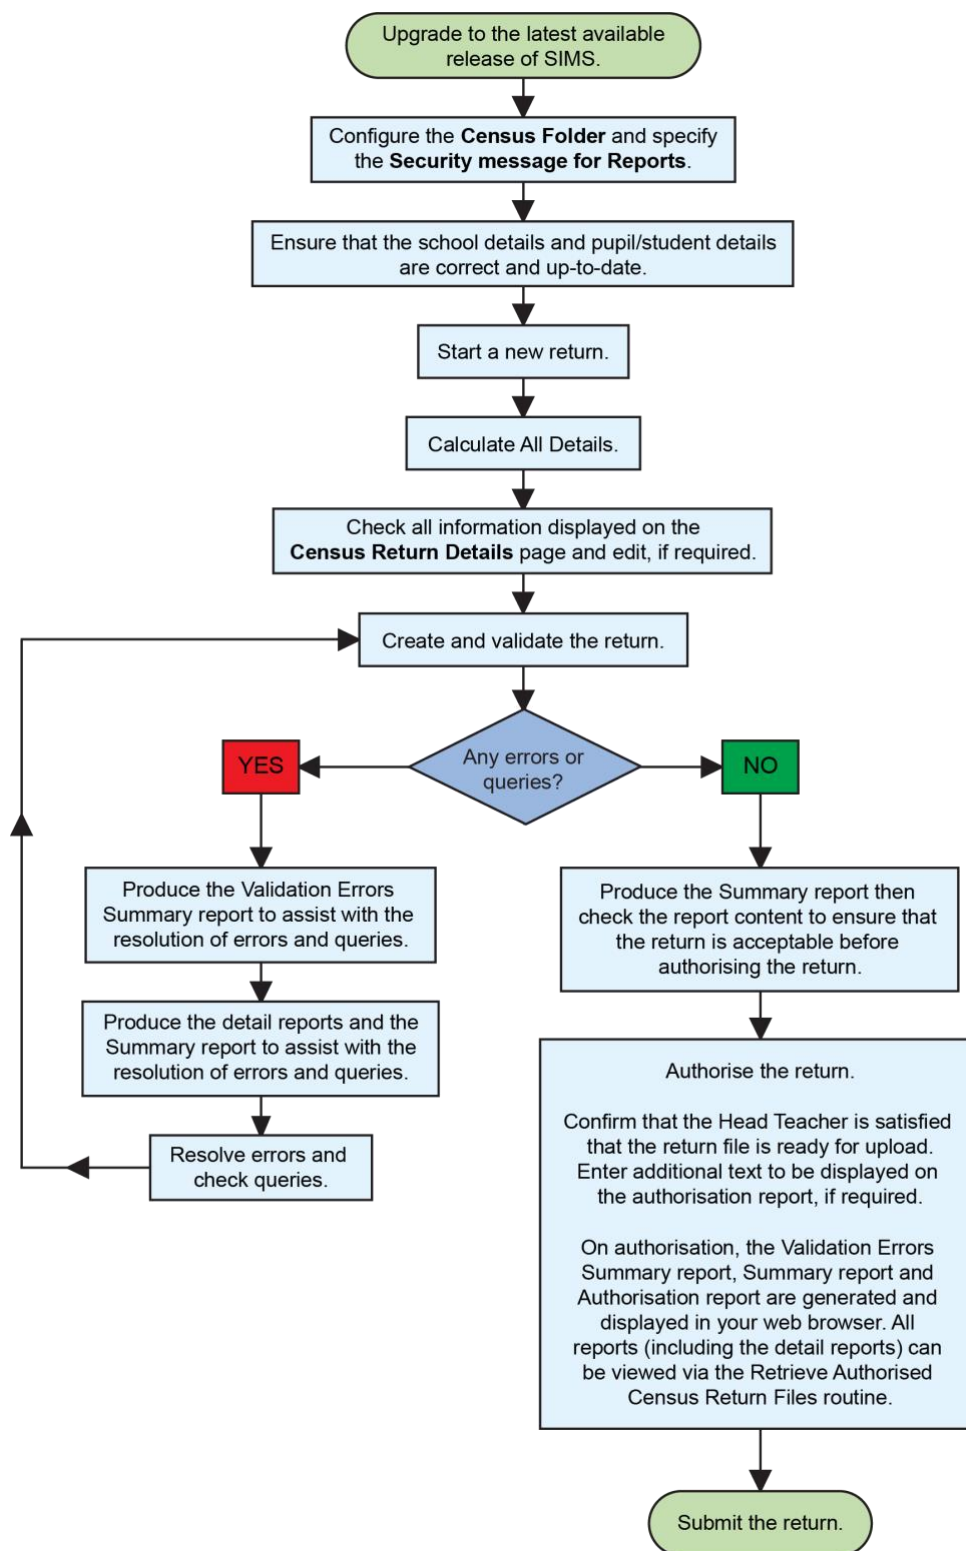 Upgrade to the latest available
release of SIMS.
Configure the Census Folder and specify
the Security message for Reports.
Ensure that the school details and pupil/student details
are correct and up-to-date.
Start a new return.
Calculate All Details.
Check all information displayed on the
Census Return Details page and edit, if required.
Create and validate the return.
Any errors or
queries?
YES
NO
Produce the Validation Errors
Summary report to assist with the
resolution of errors and queries.
Produce the detail reports and the
Summary report to assist with the
resolution of errors and queries.
Resolve errors and
check queries.
Produce the Summary report then
check the report content to ensure that
the return is acceptable before
authorising the return.
Authorise the return.
Confirm that the Head Teacher is satisfied
that the return file is ready for upload.
Enter additional text to be displayed on
the authorisation report, if required.
On authorisation, the Validation Errors
Summary report, Summary report and
Authorisation report are generated and
displayed in your web browser. All
reports (including the detail reports) can
be viewed via the Retrieve Authorised
Census Return Files routine.
Submit the return.